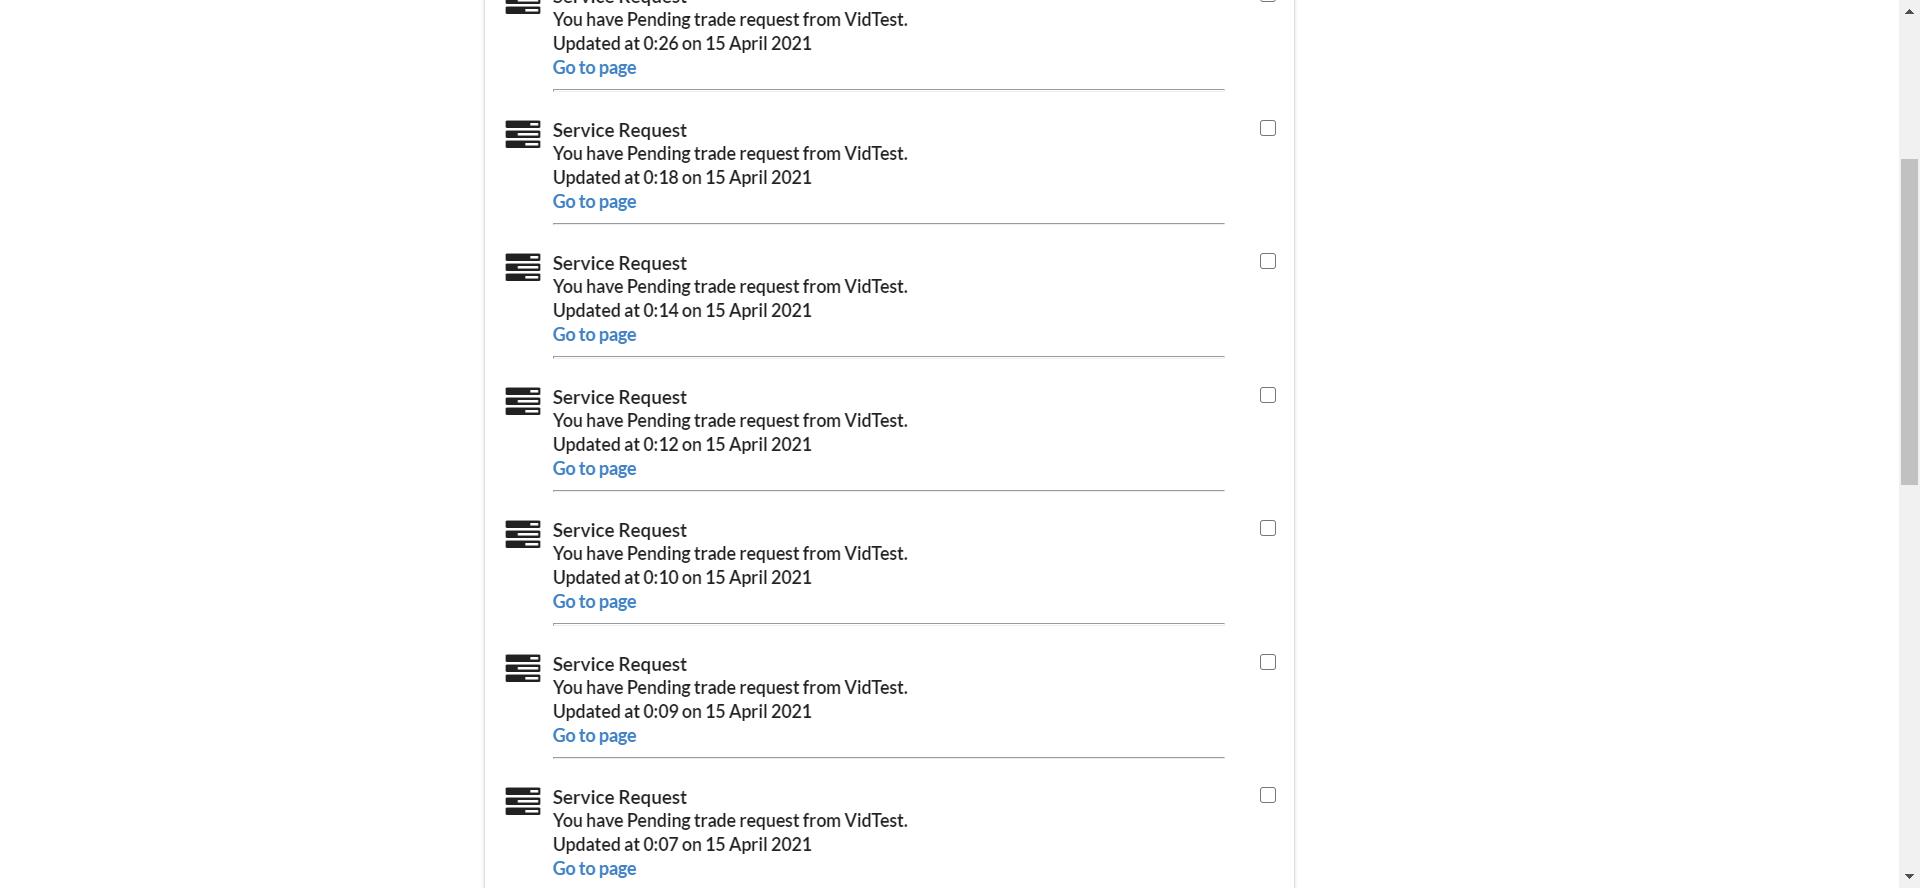 Service Request
You have Pending trade request from VidTest.
Updated at 0:26 on 15 April 2021
Go to page
Service Request
You have Pending trade request from VidTest.
Updated at 0:18 on 15 April 2021
Go to page
Service Request
You have Pending trade request from VidTest.
Updated at 0:14 on 15 April 2021
Go to page
Service Request
You have Pending trade request from VidTest.
Updated at 0:12 on 15 April 2021
Go to page
Service Request
You have Pending trade request from VidTest.
Updated at 0:10 on 15 April 2021
Go to page
Service Request
You have Pending trade request from VidTest.
Updated at 0:09 on 15 April 2021
Go to page
Service Request
You have Pending trade request from VidTest.
Updated at 0:07 on 15 April 2021
Go to page